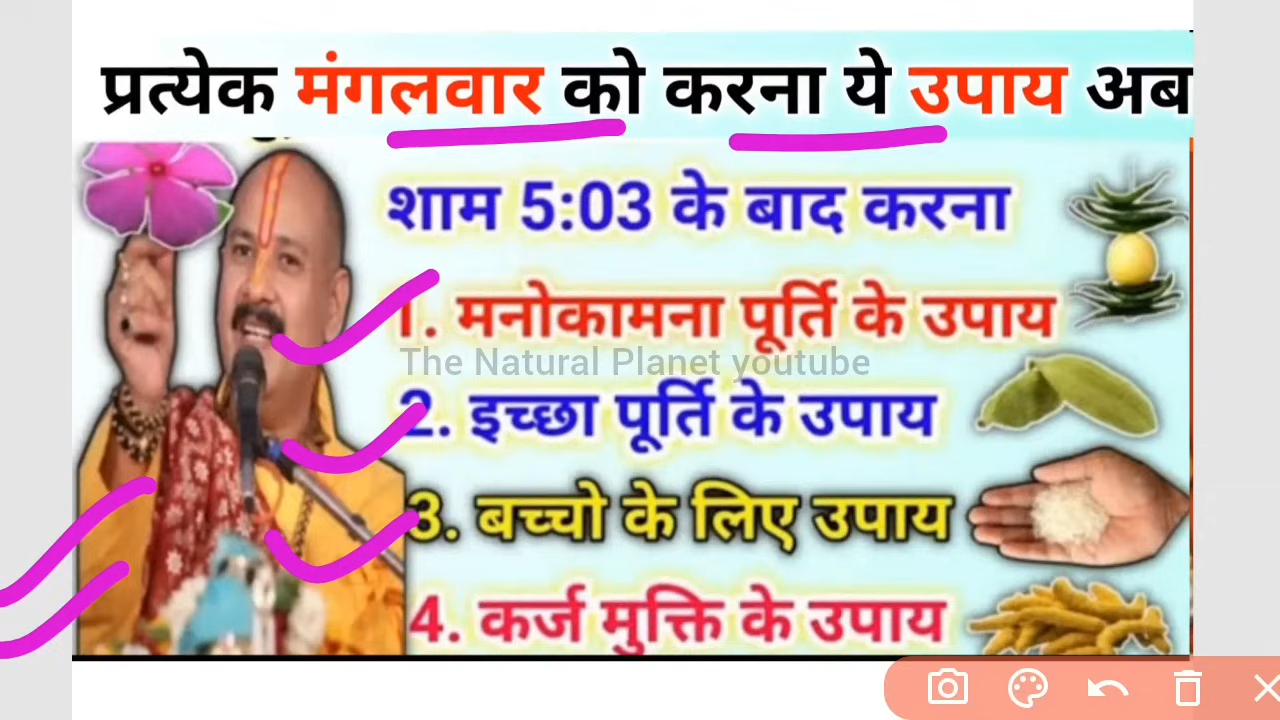 प्रत्येक मंगलवार को करना ये उपाय अब
शाम 5:03 के बाद करना
1. मनोकामना पूर्ति के उपाय
The Natural Planet youtube
2. इच्छा पूर्ति के उपाय
3. बच्चो के लिए उपाय
4. कर्ज मुक्ति के उपाय